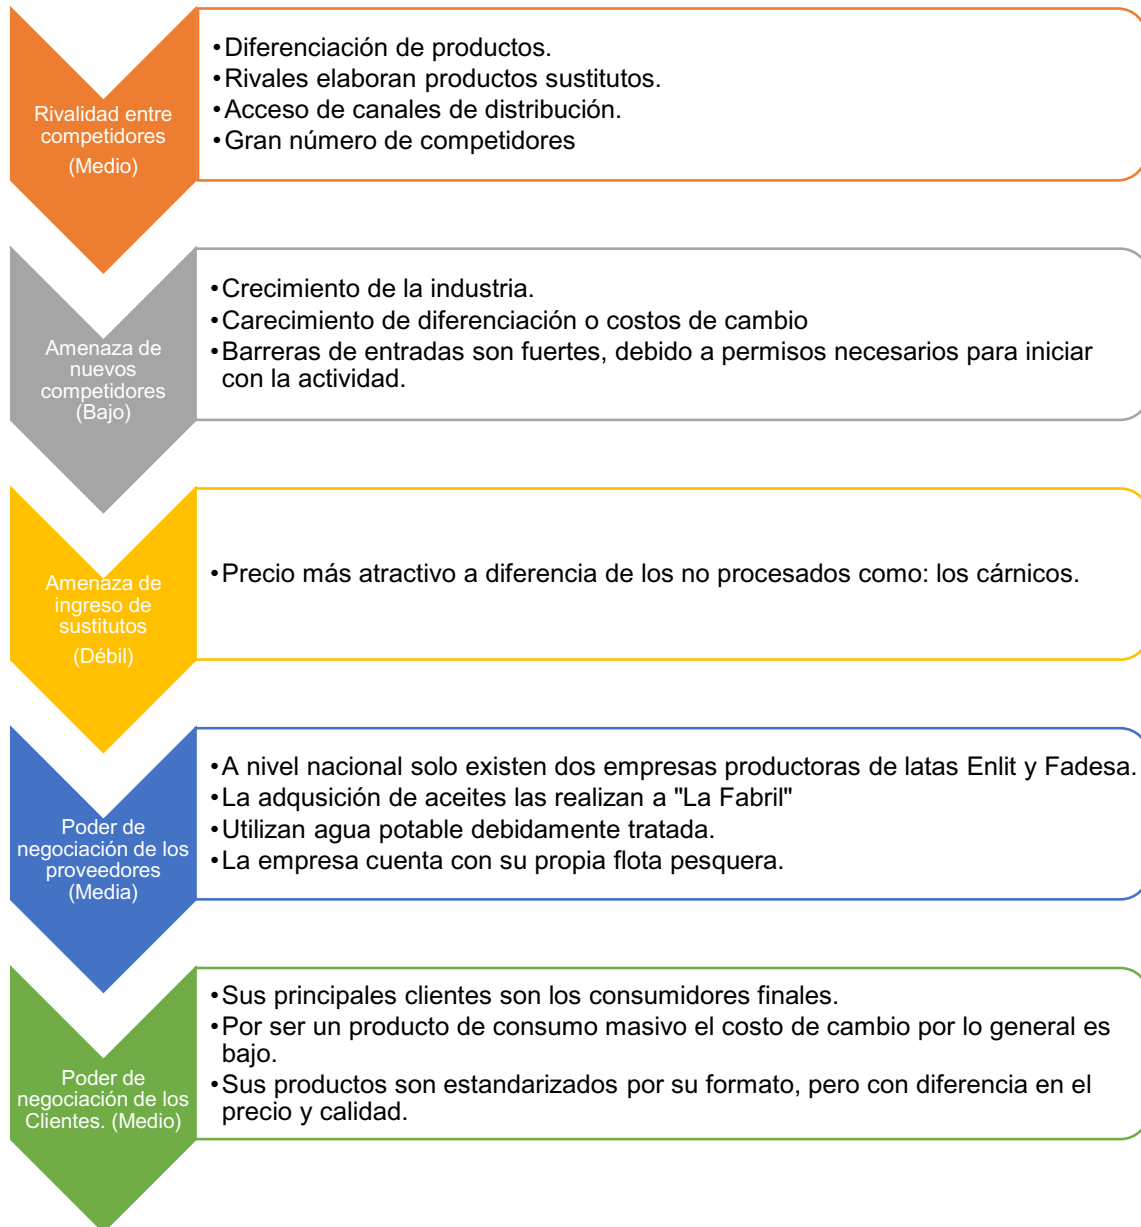 Rivalidad entre
competidores
(Medio)
•Diferenciación de productos.
•Rivales elaboran productos sustitutos.
•Acceso de canales de distribución.
•Gran número de competidores
Amenaza de
nuevos
competidores
(Bajo)
•Crecimiento de la industria.
•Carecimiento de diferenciación o costos de cambio
•Barreras de entradas son fuertes, debido a permisos necesarios para iniciar
con la actividad.
Amenaza de
ingreso de
sustitutos
(Débil)
•Precio más atractivo a diferencia de los no procesados como: los cárnicos.
Poder de
negociación de los
proveedores
(Media)
•A nivel nacional solo existen dos empresas productoras de latas Enlit y Fadesa.
•La adqusición de aceites las realizan a "La Fabril"
•Utilizan agua potable debidamente tratada.
•La empresa cuenta con su propia flota pesquera.
Poder de
negociación de los
Clientes. (Medio)
•Sus principales clientes son los consumidores finales.
•Por ser un producto de consumo masivo el costo de cambio por lo general es
bajo.
•Sus productos son estandarizados por su formato, pero con diferencia en el
precio y calidad.